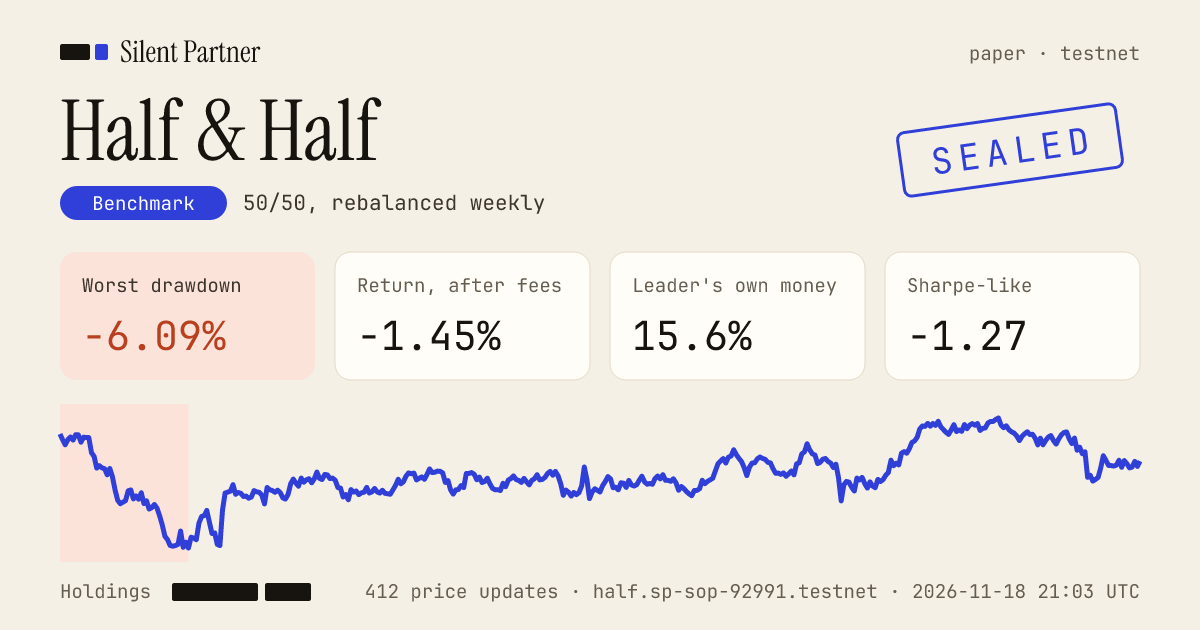 Silent Partner
paper · testnet
Half & Half
SEALED
Benchmark
50/50, rebalanced weekly
Worst drawdown
-6.09%
Return, after fees
-1.45%
Leader's own money
15.6%
Sharpe-like
-1.27
Holdings
412 price updates · half.sp-sop-92991.testnet · 2026-11-18 21:03 UTC